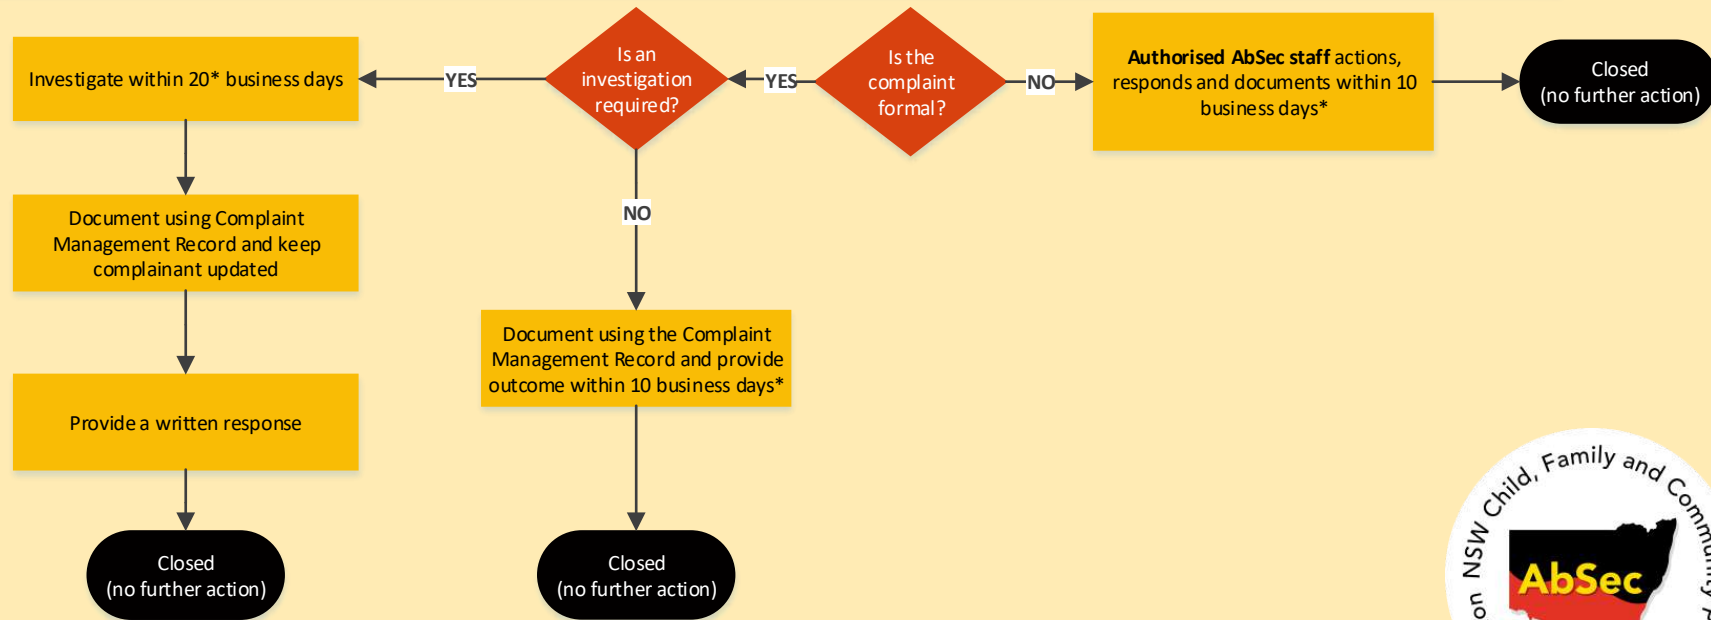 Investigate within 20* business days
YES
Is an
investigation
required?
YES
Is the
complaint
formal?
NO
Authorised AbSec staff actions,
responds and documents within 10
business days*
Closed
(no further action)
Document using Complaint
Management Record and keep
complainant updated
NO
Document using the Complaint
Management Record and provide
outcome within 10 business days*
Provide a written response
Closed
(no further action)
Closed
(no further action)
NSW Child, Family and Community
AbSec